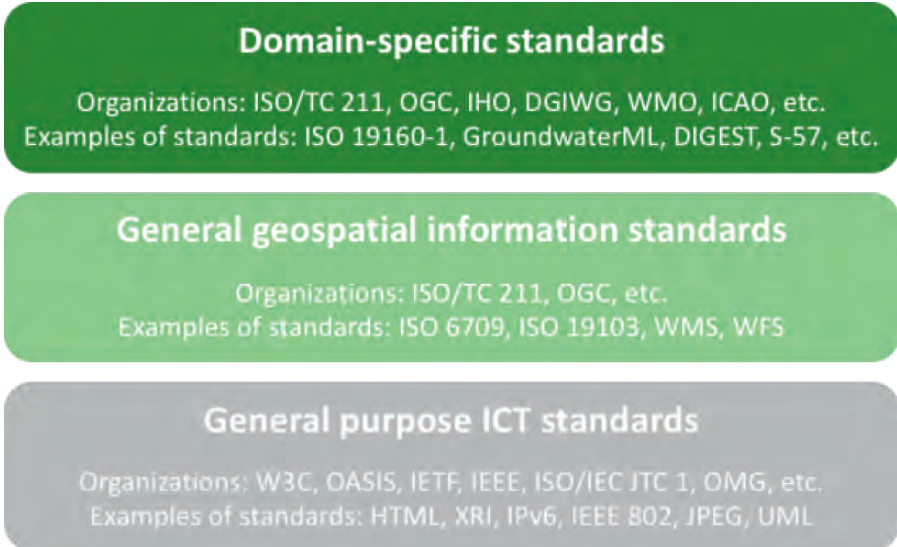 Domain-specific standards
Organizations: ISO/TC 211, OGC, IHO, DGIWG, WMO, ICAO, etc.
Examples of standards: ISO 19160-1, GroundwaterML, DIGEST, S-57, etc.
General geospatial information standards
Organizations: ISO/TC 211, OGC, etc.
Examples of standards: ISO 6709, ISO 19103, WMS, WFS
General purpose ICT standards
Organizations: W3C, OASIS, IETF, IEEE, ISO/IEC JTC 1, OMG, etc.
Examples of standards: HTML, XRI, IPv6, IEEE 802, JPEG, UML